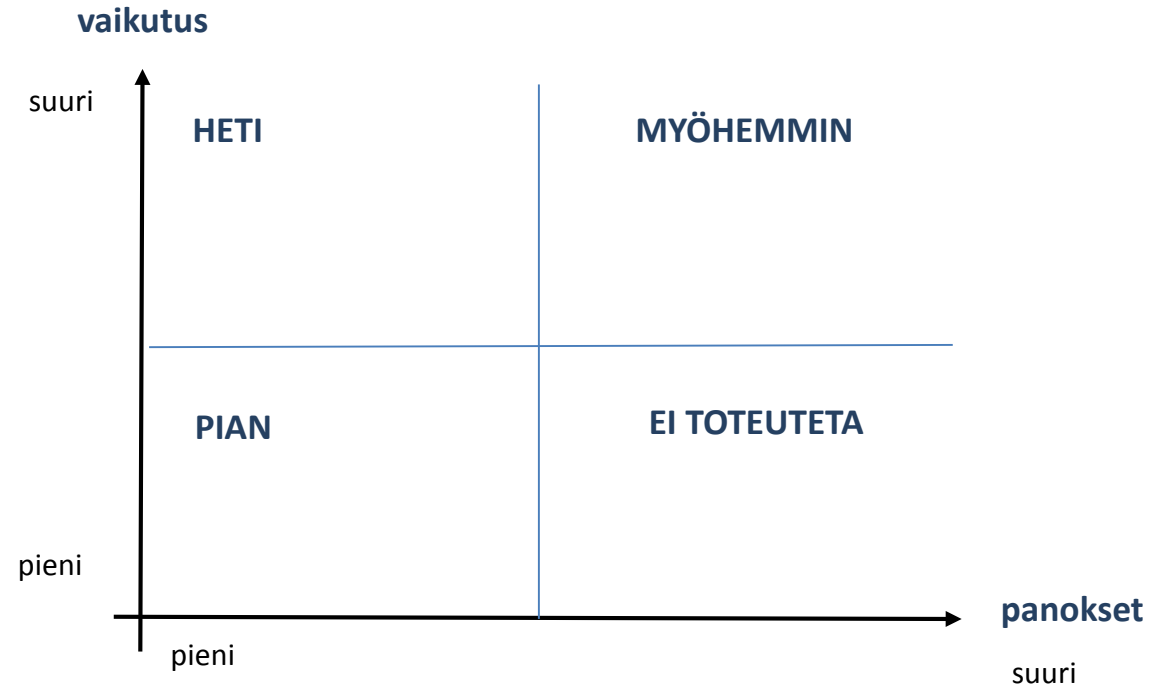 vaikutus
suuri
HETI
MYÖHEMMIN
PIAN
EI TOTEUTETA
pieni
panokset
pieni
suuri